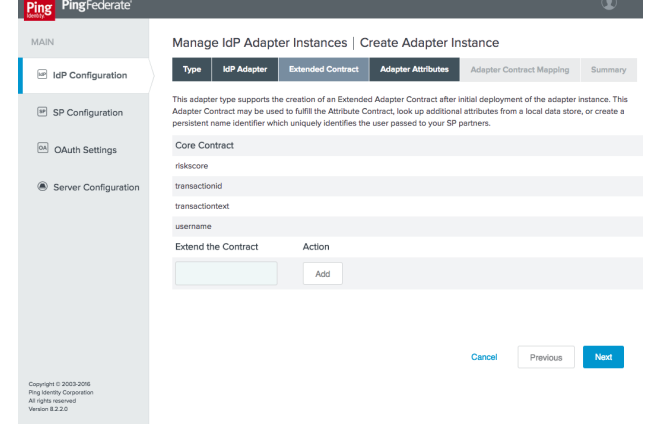 Ping
Identity
PingFederate®
MAIN
Manage IdP Adapter Instances | Create Adapter Instance
Type IdP Adapter Extended Contract Adapter Attributes Adapter Contract Mapping Summary
IdP IdP Configuration
This adapter type supports the creation of an Extended Adapter Contract after initial deployment of the adapter instance. This
Adapter Contract may be used to fulfill the Attribute Contract, look up additional attributes from a local data store, or create a
persistent name identifier which uniquely identifies the user passed to your SP partners.
SP SP Configuration
OA OAuth Settings
Server Configuration
Core Contract
riskscore
transactionid
transactiontext
username
Extend the Contract Action
Add
Cancel Previous Next
Copyright © 2003-2016
Ping Identity Corporation
All rights reserved
Version 8.2.2.0